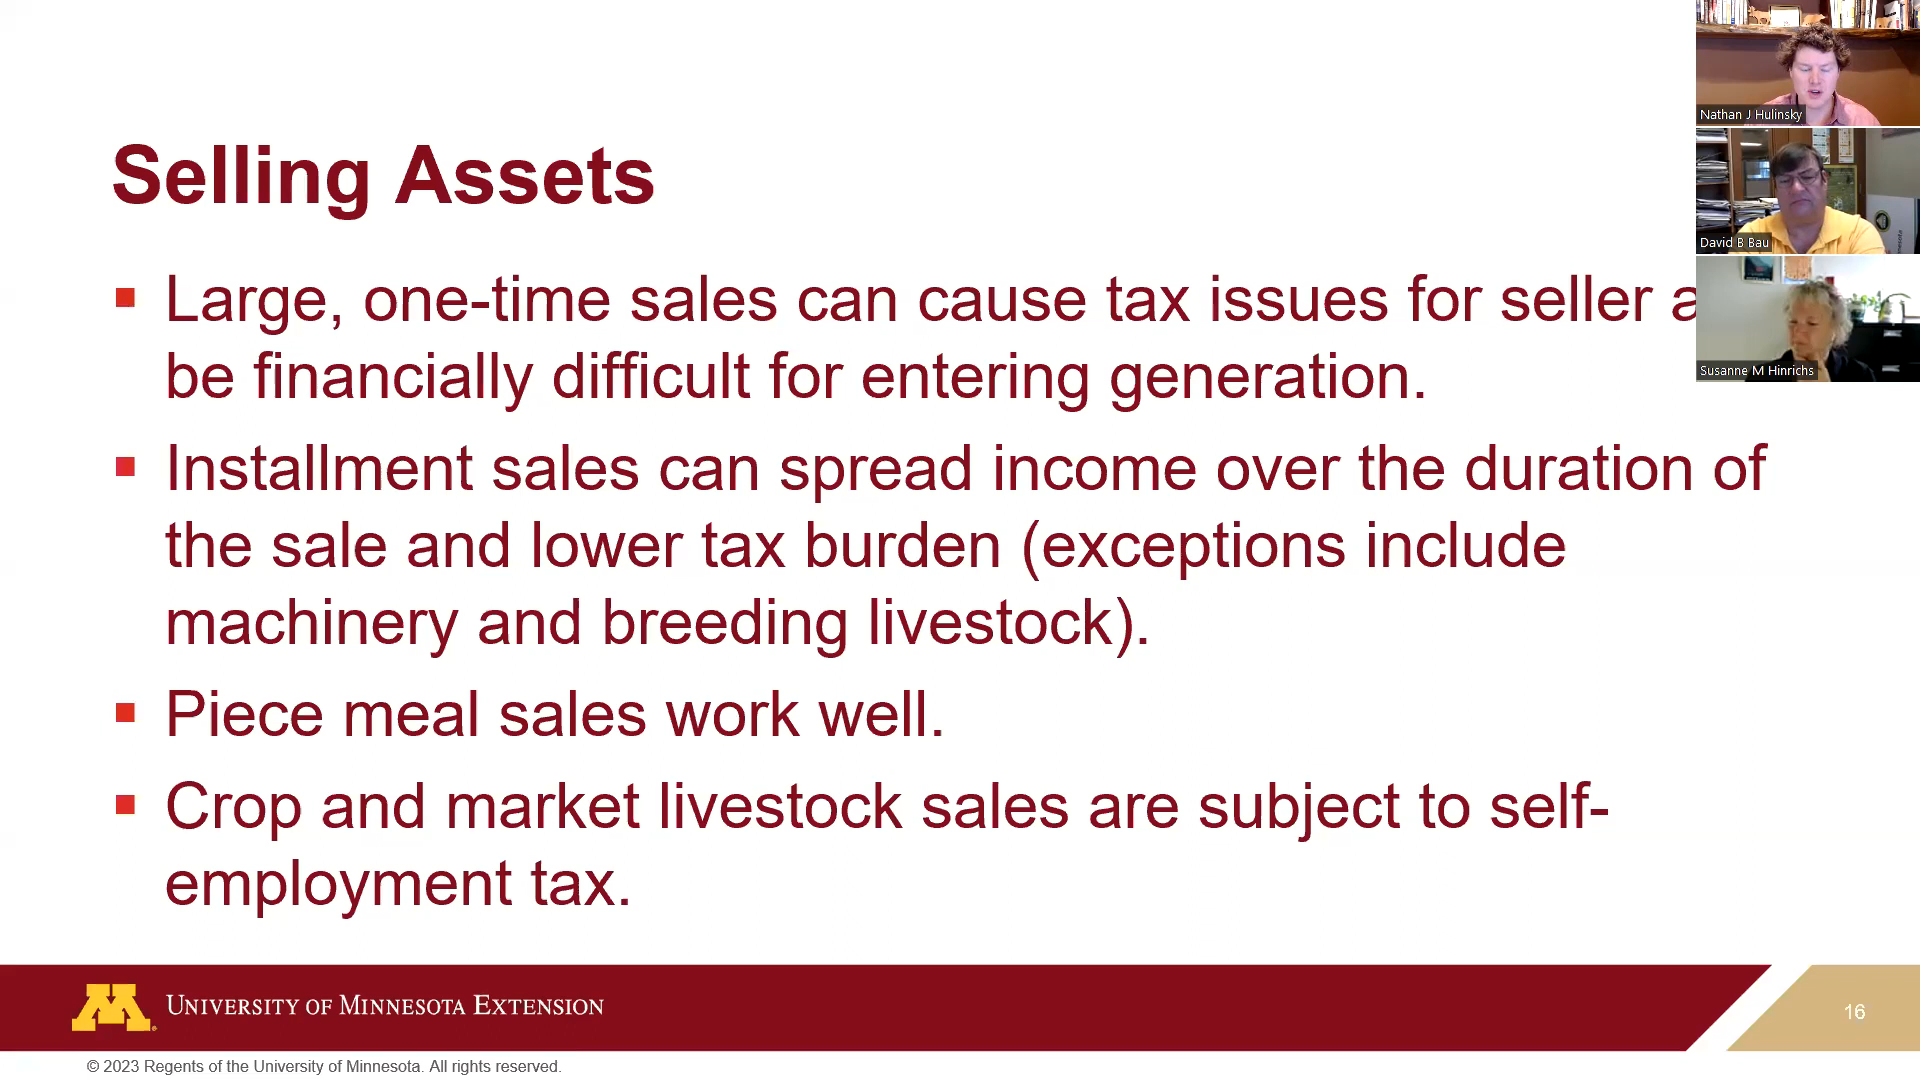 Selling Assets
Large, one-time sales can cause tax issues for seller
be financially difficult for entering generation.
Installment sales can spread income over the duration of
the sale and lower tax burden (exceptions include
machinery and breeding livestock).
Piece meal sales work well.
Crop and market livestock sales are subject to self-
employment tax.
Nathan J Hulinsky
David B Bau
Susanne M Hinrichs
M
UNIVERSITY OF MINNESOTA EXTENSION
16
© 2023 Regents of the University of Minnesota. All rights reserved.